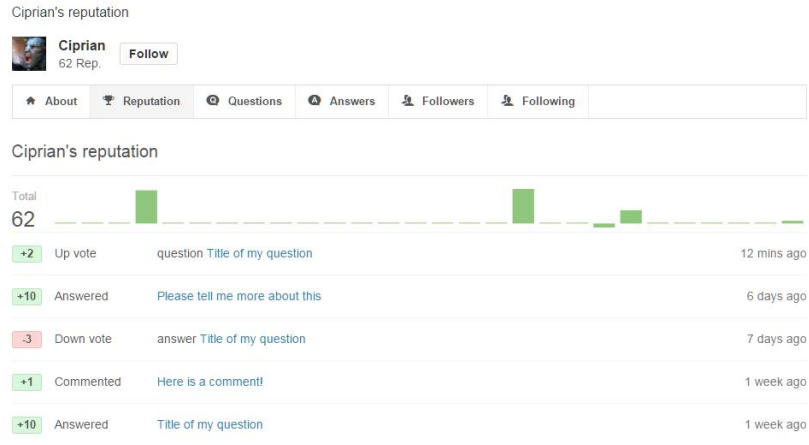 Ciprian's reputation
Ciprian
62 Rep.
Follow
About
Reputation
Questions
Answers
Followers
Following
Ciprian's reputation
Total
62
+2 Up vote question Title of my question 12 mins ago
+10 Answered Please tell me more about this 6 days ago
-3 Down vote answer Title of my question 7 days ago
+1 Commented Here is a comment! 1 week ago
+10 Answered Title of my question 1 week ago